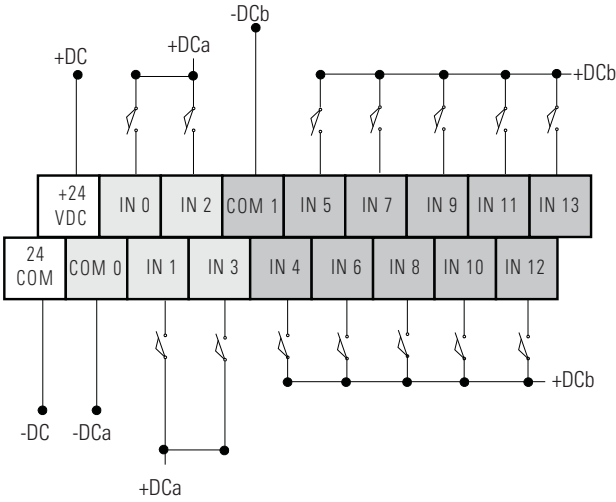 -DCb
+DC
+DCa
+DCb
+24
VDC
IN 0
IN 2
COM 1
IN 5
IN 7
IN 9
IN 11
IN 13
24
COM
COM 0
IN 1
IN 3
IN 4
IN 6
IN 8
IN 10
IN 12
+DCb
-DC
-DCa
+DCa